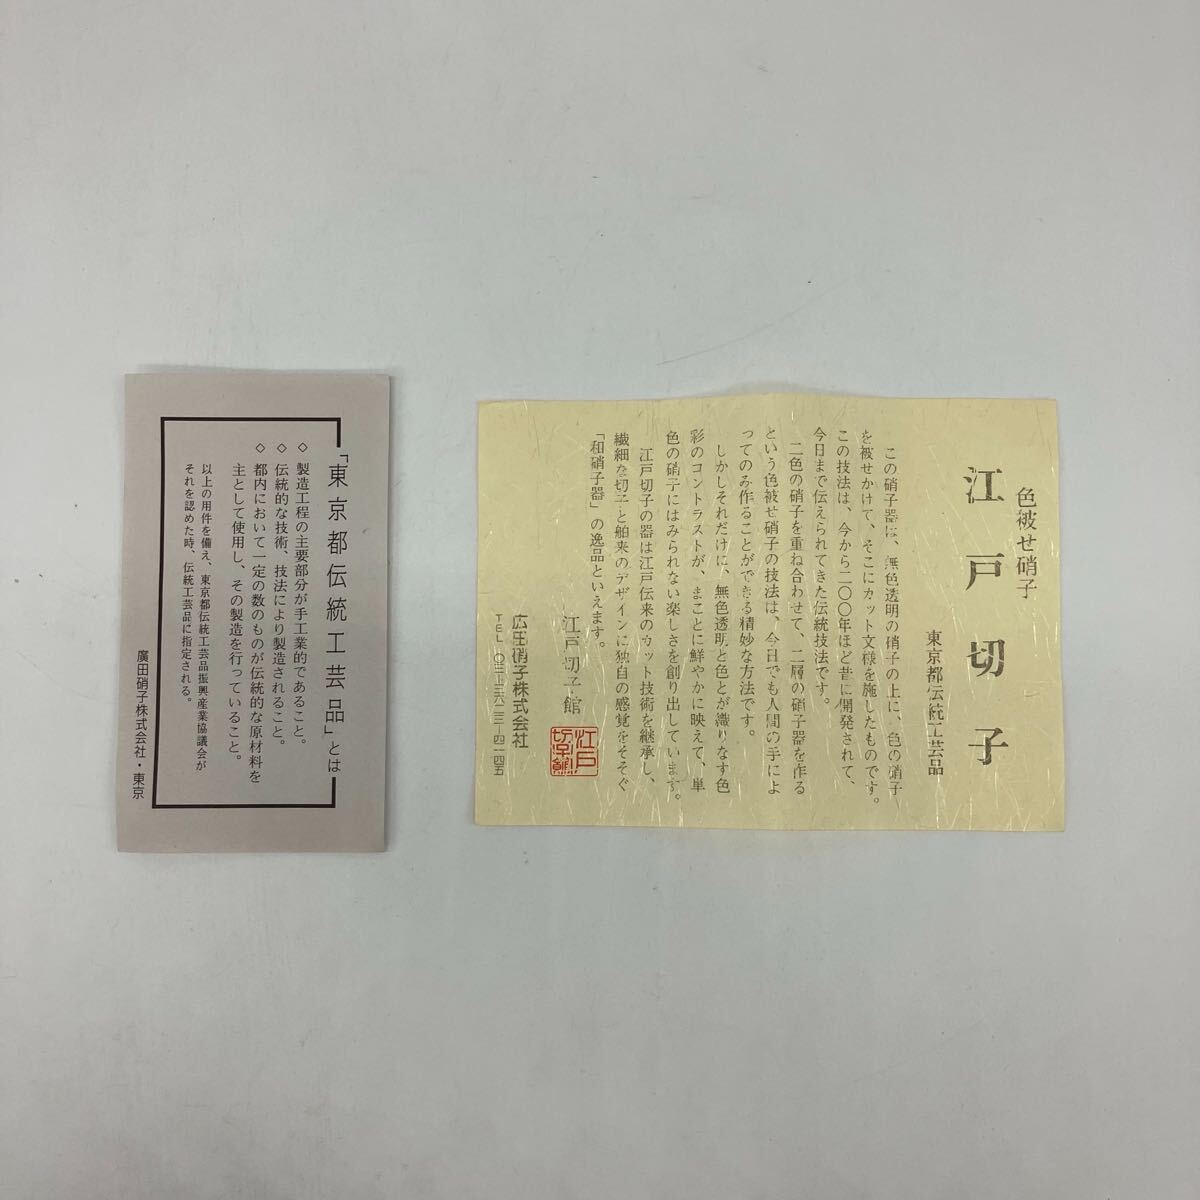 「東京都伝統工芸品」とは
◇製造工程の主要部分が手工業的であること。
◇伝統的な技術、技法により製造されること。
◇都内において一定の数のものが伝統的な原材料を
主として使用し、その製造を行っていること。
以上の用件を備え、東京都伝統工芸品振興産業協議会が
それを認めた時、伝統工芸品に指定される。
廣田硝子株式会社・東京
色被せ硝子
江戸切子
東京都伝統工芸品
この硝子器は、無色透明の硝子の上に、色の硝子
を被せかけて、そこにカット文様を施したものです。
この技法は、今から二〇〇年ほど昔に開発されて、
今日まで伝えられてきた伝統技法です。
二色の硝子を重ね合わせて、二層の硝子器を作る
という色被せ硝子の技法は、今日でも人間の手によ
ってのみ作ることができる精妙な方法です。
しかしそれだけに、無色透明と色とが織りなす色
彩のコントラストが、まことに鮮やかに映えて、単
色の硝子にはみられない楽しさを創り出しています。
江戸切子の器は江戸伝来のカット技術を継承し、
繊細な切子と舶来のデザインに独自の感覚をそそぐ
「和硝子器」の逸品といえます。
江戸切子館
江戸
切子館
広田硝子株式会社
TEL 〇三-三六二三-四一四五